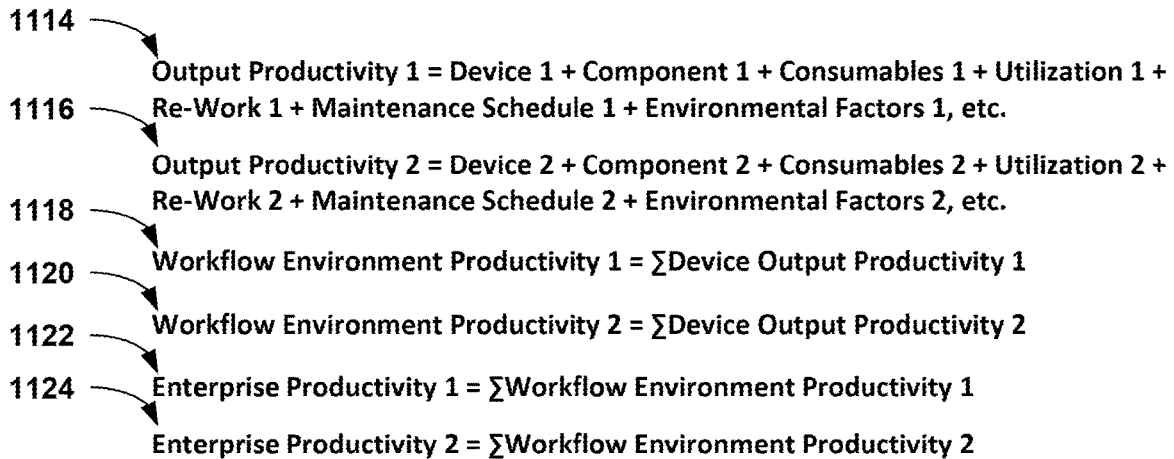 1114
Output Productivity 1 = Device 1 + Component 1 + Consumables 1 + Utilization 1 +
1116
Re-Work 1 + Maintenance Schedule 1 + Environmental Factors 1, etc.
Output Productivity 2 = Device 2 + Component 2 + Consumables 2 + Utilization 2 +
Re-Work 2 + Maintenance Schedule 2 + Environmental Factors 2, etc.
1118
Workflow Environment Productivity 1 = ∑Device Output Productivity 1
1120
Workflow Environment Productivity 2 = ∑Device Output Productivity 2
1122
Enterprise Productivity 1 = ∑Workflow Environment Productivity 1
1124
Enterprise Productivity 2 = ∑Workflow Environment Productivity 2